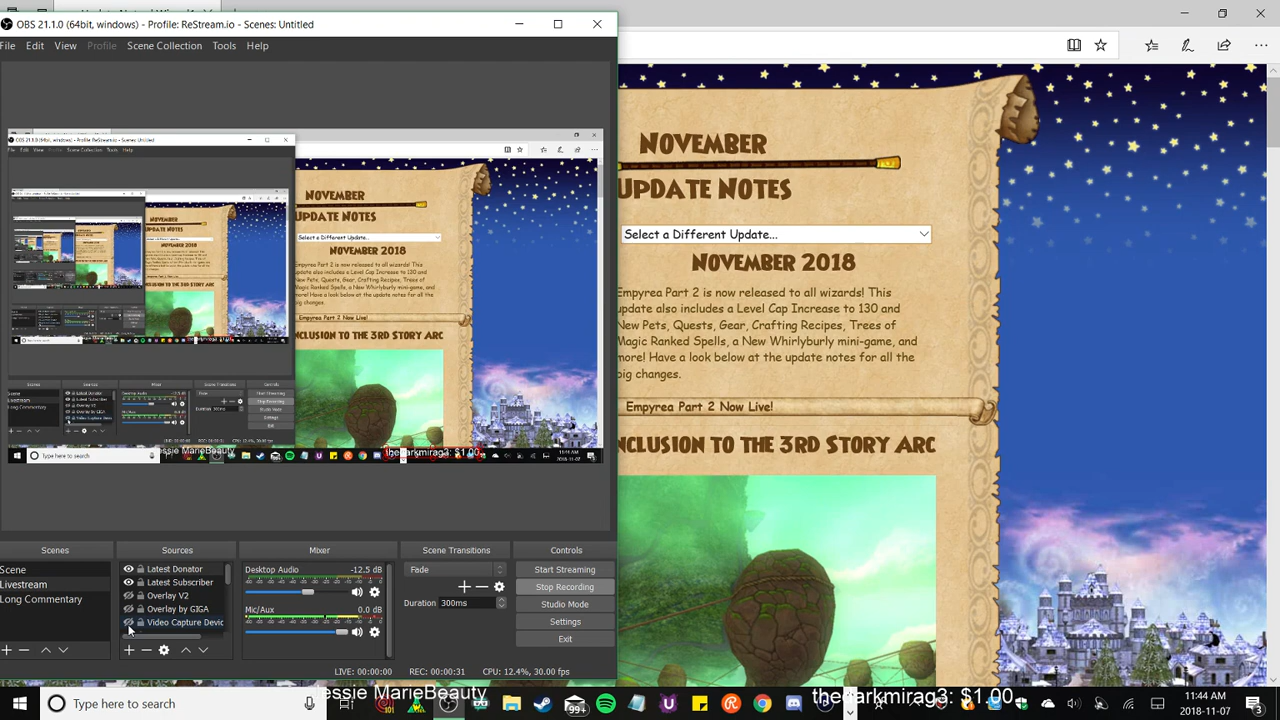 OBS 21.1.0 (64bit, windows) - Profile: ReStream.io - Scenes: Untitled
File Edit View Profile Scene Collection Tools Help
NOVEMBER
UPDATE NOTES
Select a Different Update...
NOVEMBER 2018
Empyrea Part 2 is now released to all wizards! This
update also includes a Level Cap Increase to 130 and
New Pets, Quests, Gear, Crafting Recipes, Trees of
Magic Ranked Spells, a New Whirlyburly mini-game, and
more! Have a look below at the update notes for all the
big changes.
Empyrea Part 2 Now Live!
NCLUSION TO THE 3RD STORY ARC
Scenes
Scene
Livestream
Long Commentary
Sources
Latest Donator
Latest Subscriber
Overlay V2
Overlay by GIGA
Video Capture Devic
Mixer
Desktop Audio -12.5 dB
Mic/Aux 0.0 dB
Scene Transitions
Fade
Duration 300ms
Controls
Start Streaming
Stop Recording
Studio Mode
Settings
Exit
LIVE: 00:00:00 REC: 00:00:31 CPU: 12.4%, 30.00 fps
Type here to search
essie MarieBeauty
99+
thedarkmirag3: $1.00
11:44 AM
2018-11-07